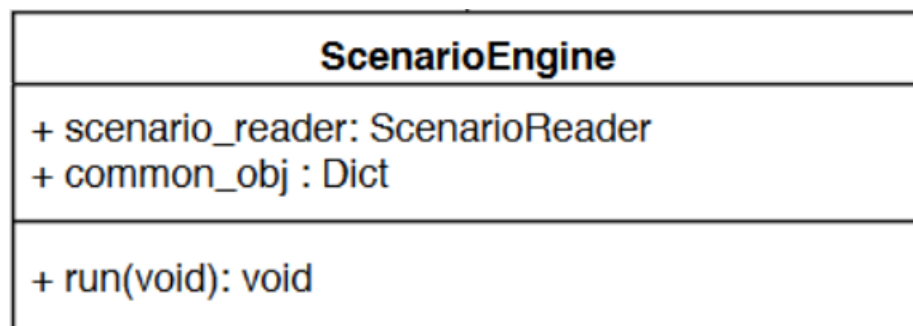 ScenarioEngine
+ scenario_reader: ScenarioReader
+ common_obj : Dict
+ run(void): void